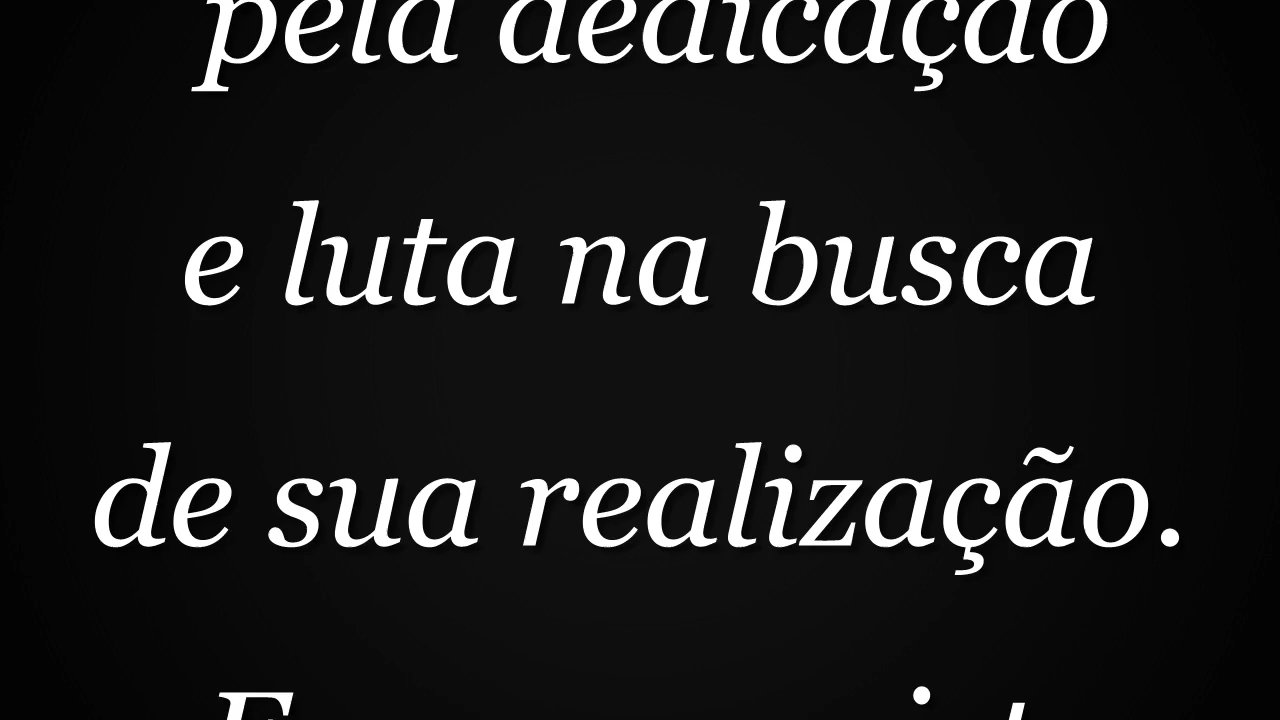 pela dedicação
e luta na busca
de sua realização.